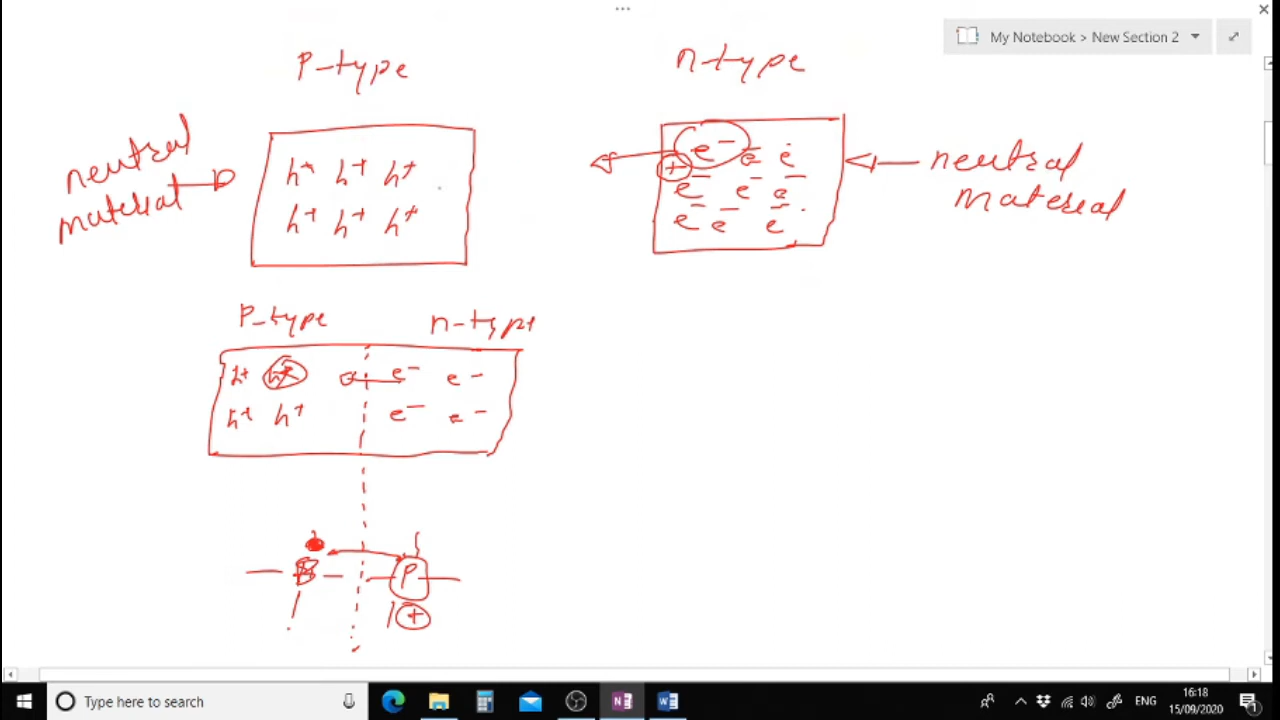 My Notebook > New Section 2
P-type
n-type
neutral
material
h+ h+ h+
h+ h+ h+
e- e- e-
+
e- e- e-
e- e- e-
neutral
material
P-type
n-type
h+ h+ e- e-
h+ h+ e- e-
B P
+
Type here to search
ENG
16:18
15/09/2020
1